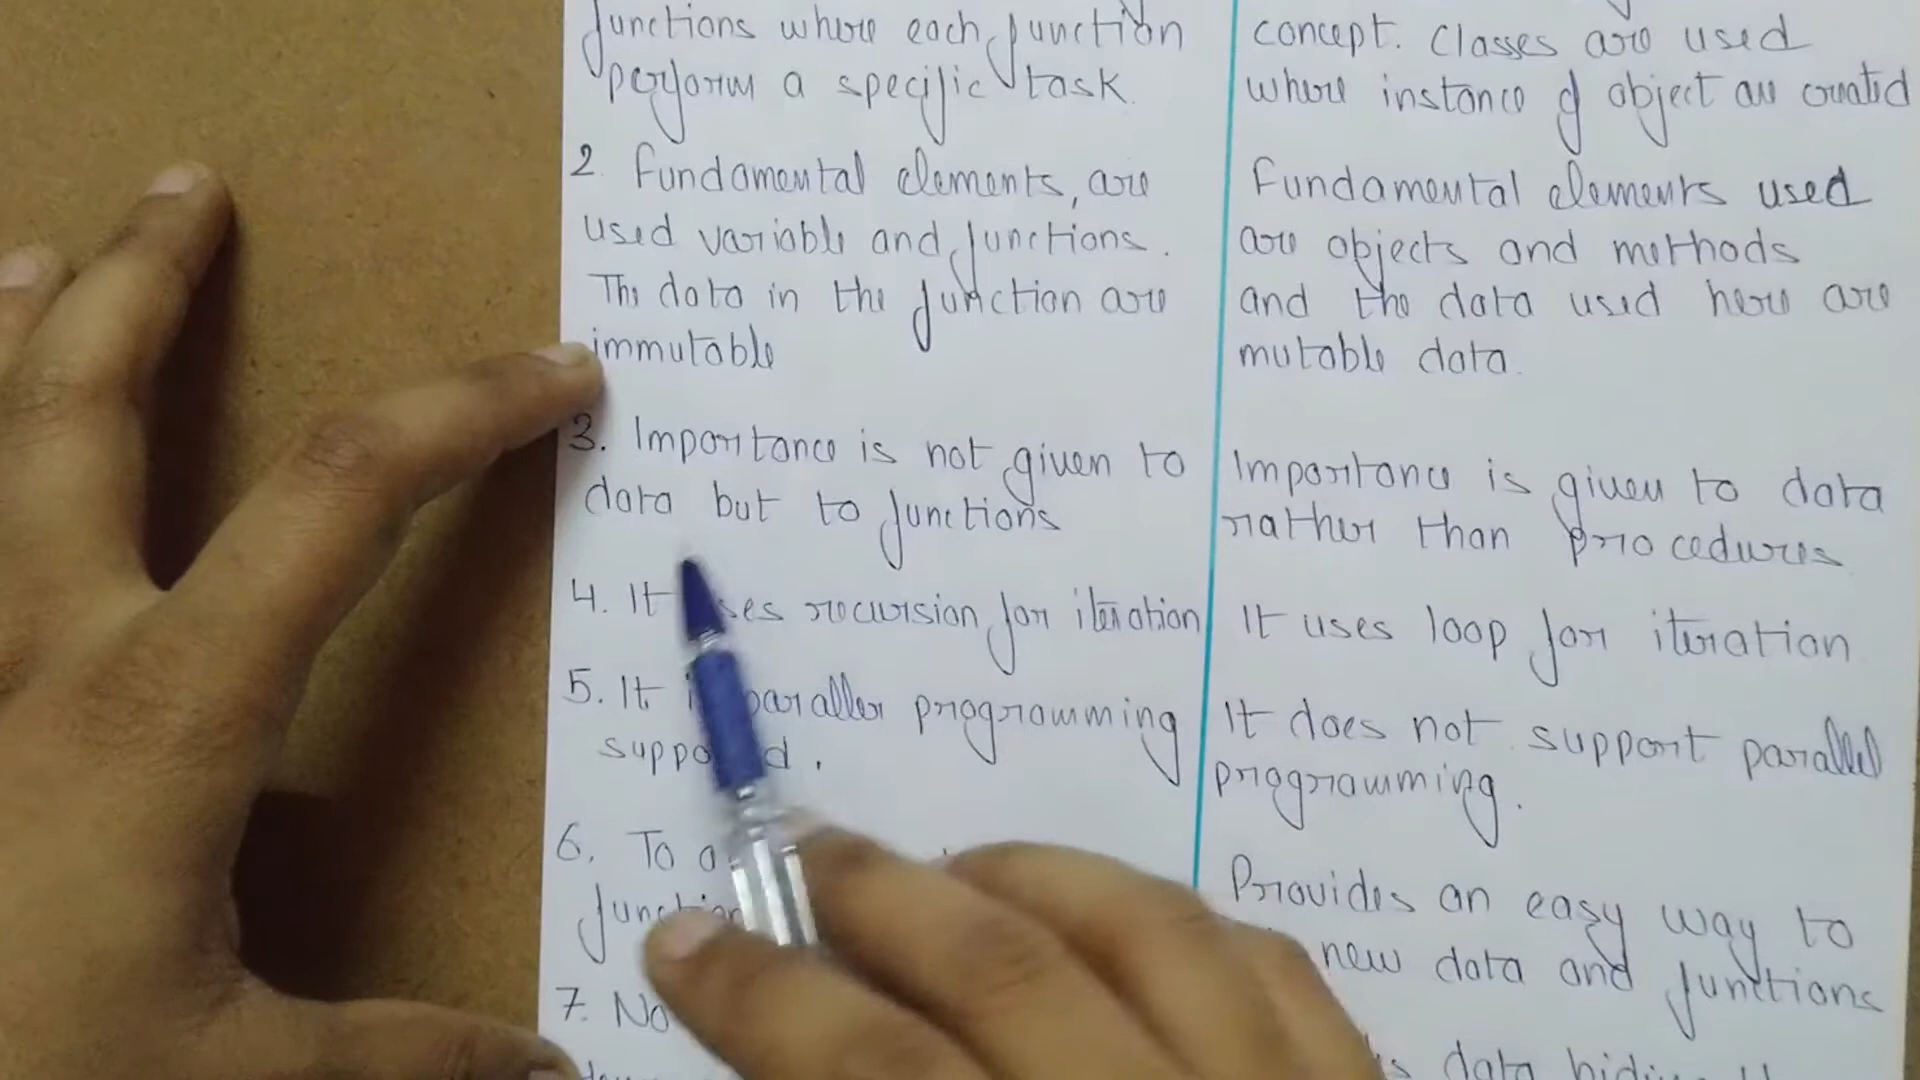 functions where each function
perform a specific task.
2. Fundamental elements, are
used variable and functions.
The data in the function are
immutable
3. Importance is not given to
data but to functions
4. It recursion for iteration
5. It paraller programming
6. To
7. No
concept. Classes are used
where instance of object are created
Fundamental elements used
are objects and methods
and the data used here are
mutable data.
Importance is given to data
rather than procedures
It uses loop for iteration
It does not support parallel
programming.
Provides an easy way to
new data and functions
data